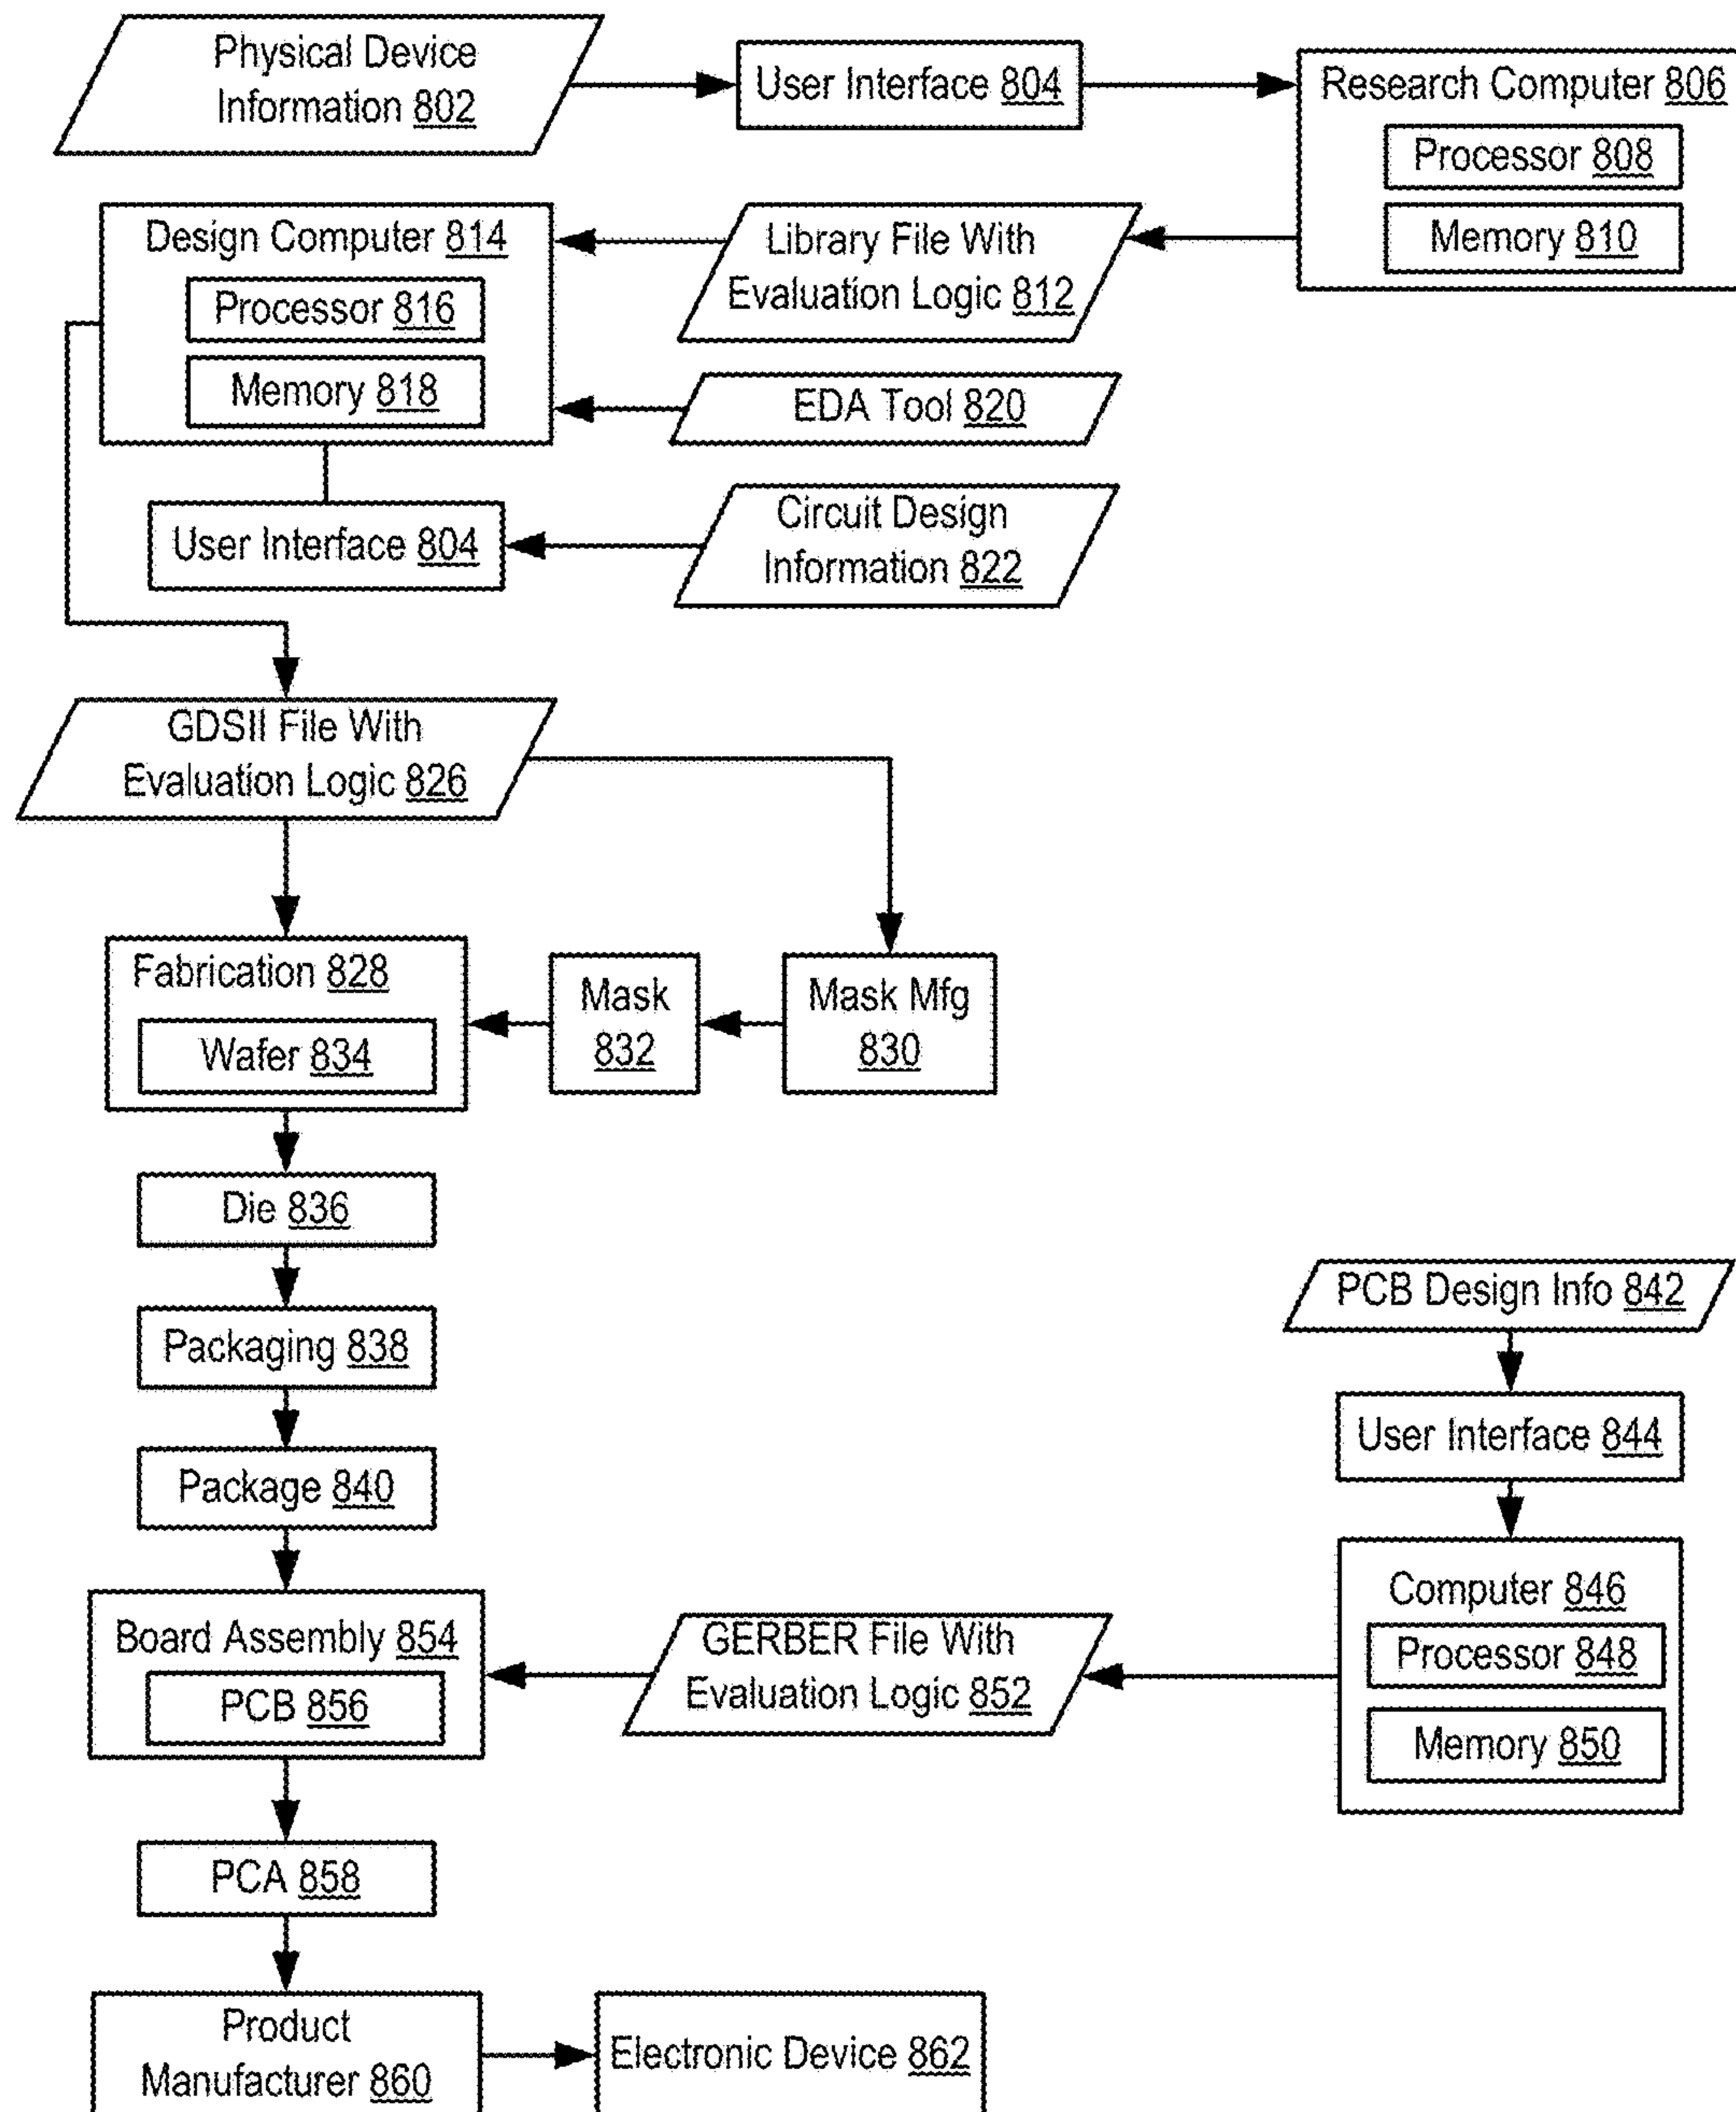 Physical Device
Information 802
User Interface 804
Research Computer 806
Processor 808
Memory 810
Library File With
Evaluation Logic 812
Design Computer 814
Processor 816
Memory 818
EDA Tool 820
Circuit Design
Information 822
User Interface 804
GDSII File With
Evaluation Logic 826
Fabrication 828
Wafer 834
Mask
832
Mask Mfg
830
Die 836
Packaging 838
Package 840
PCB Design Info 842
User Interface 844
Computer 846
Processor 848
Memory 850
GERBER File With
Evaluation Logic 852
Board Assembly 854
PCB 856
PCA 858
Product
Manufacturer 860
Electronic Device 862